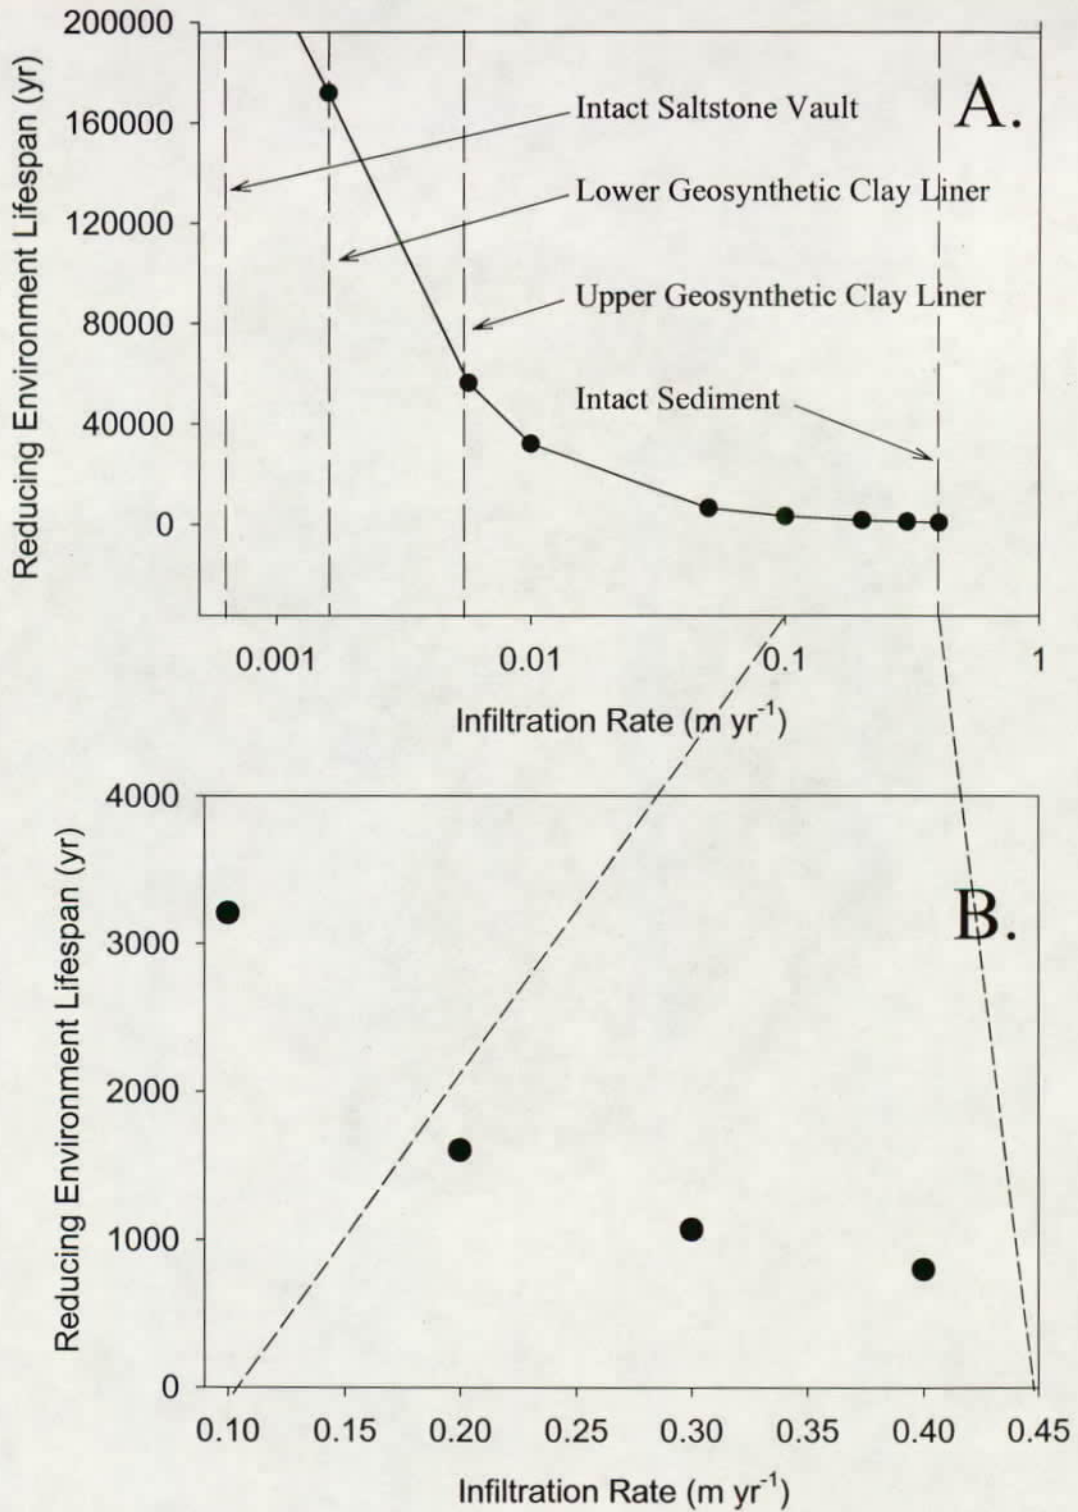 200000
160000
120000
80000
40000
0
Reducing Environment Lifespan (yr)
A.
Intact Saltstone Vault
Lower Geosynthetic Clay Liner
Upper Geosynthetic Clay Liner
Intact Sediment
0.001 0.01 0.1 1
Infiltration Rate (m yr⁻¹)
4000
3000
2000
1000
0
Reducing Environment Lifespan (yr)
B.
0.10 0.15 0.20 0.25 0.30 0.35 0.40 0.45
Infiltration Rate (m yr⁻¹)